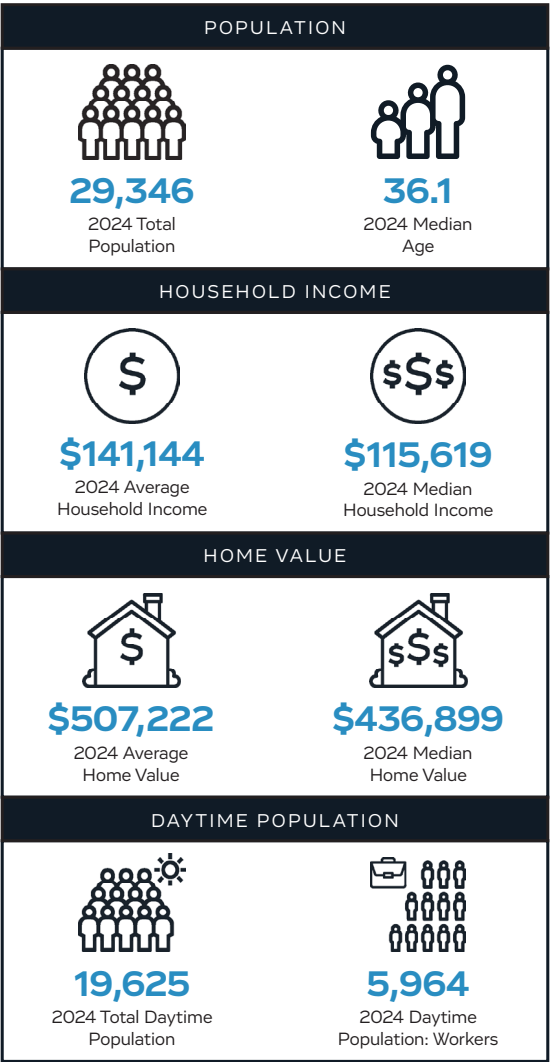 POPULATION
29,346
2024 Total
Population
36.1
2024 Median
Age
HOUSEHOLD INCOME
$
$141,144
2024 Average
Household Income
$$$
$115,619
2024 Median
Household Income
HOME VALUE
$
$507,222
2024 Average
Home Value
$$$
$436,899
2024 Median
Home Value
DAYTIME POPULATION
19,625
2024 Total Daytime
Population
5,964
2024 Daytime
Population: Workers